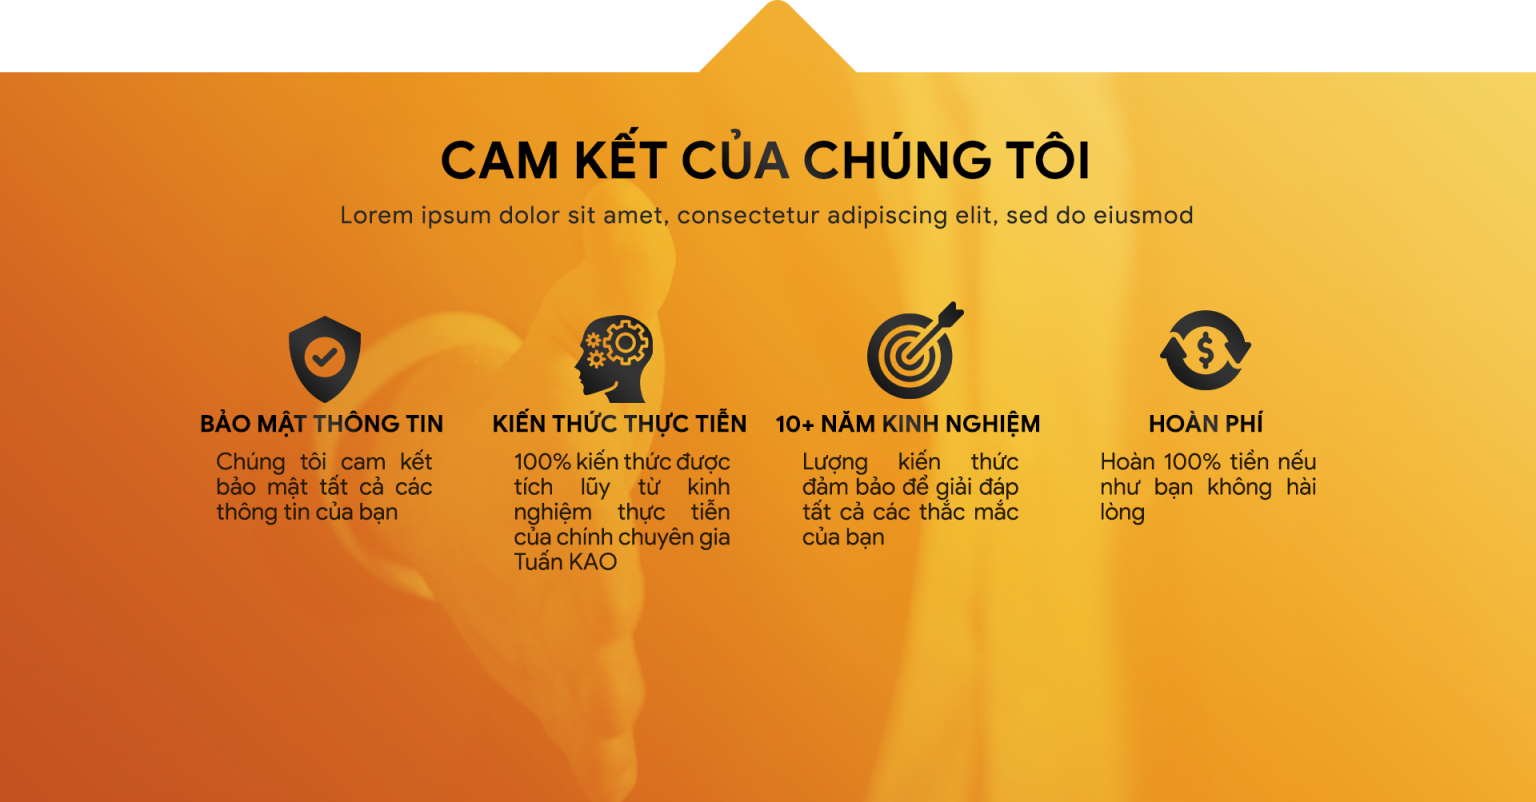 CAM KẾT CỦA CHÚNG TÔI
Lorem ipsum dolor sit amet, consectetur adipiscing elit, sed do eiusmod
BẢO MẬT THÔNG TIN
Chúng tôi cam kết
bảo mật tất cả các
thông tin của bạn
KIẾN THỨC THỰC TIỄN
100% kiến thức được
tích lũy từ kinh
nghiệm thực tiễn
của chính chuyên gia
Tuấn KAO
10+ NĂM KINH NGHIỆM
Lượng kiến thức
đảm bảo để giải đáp
tất cả các thắc mắc
của bạn
HOÀN PHÍ
Hoàn 100% tiền nếu
như bạn không hài
lòng